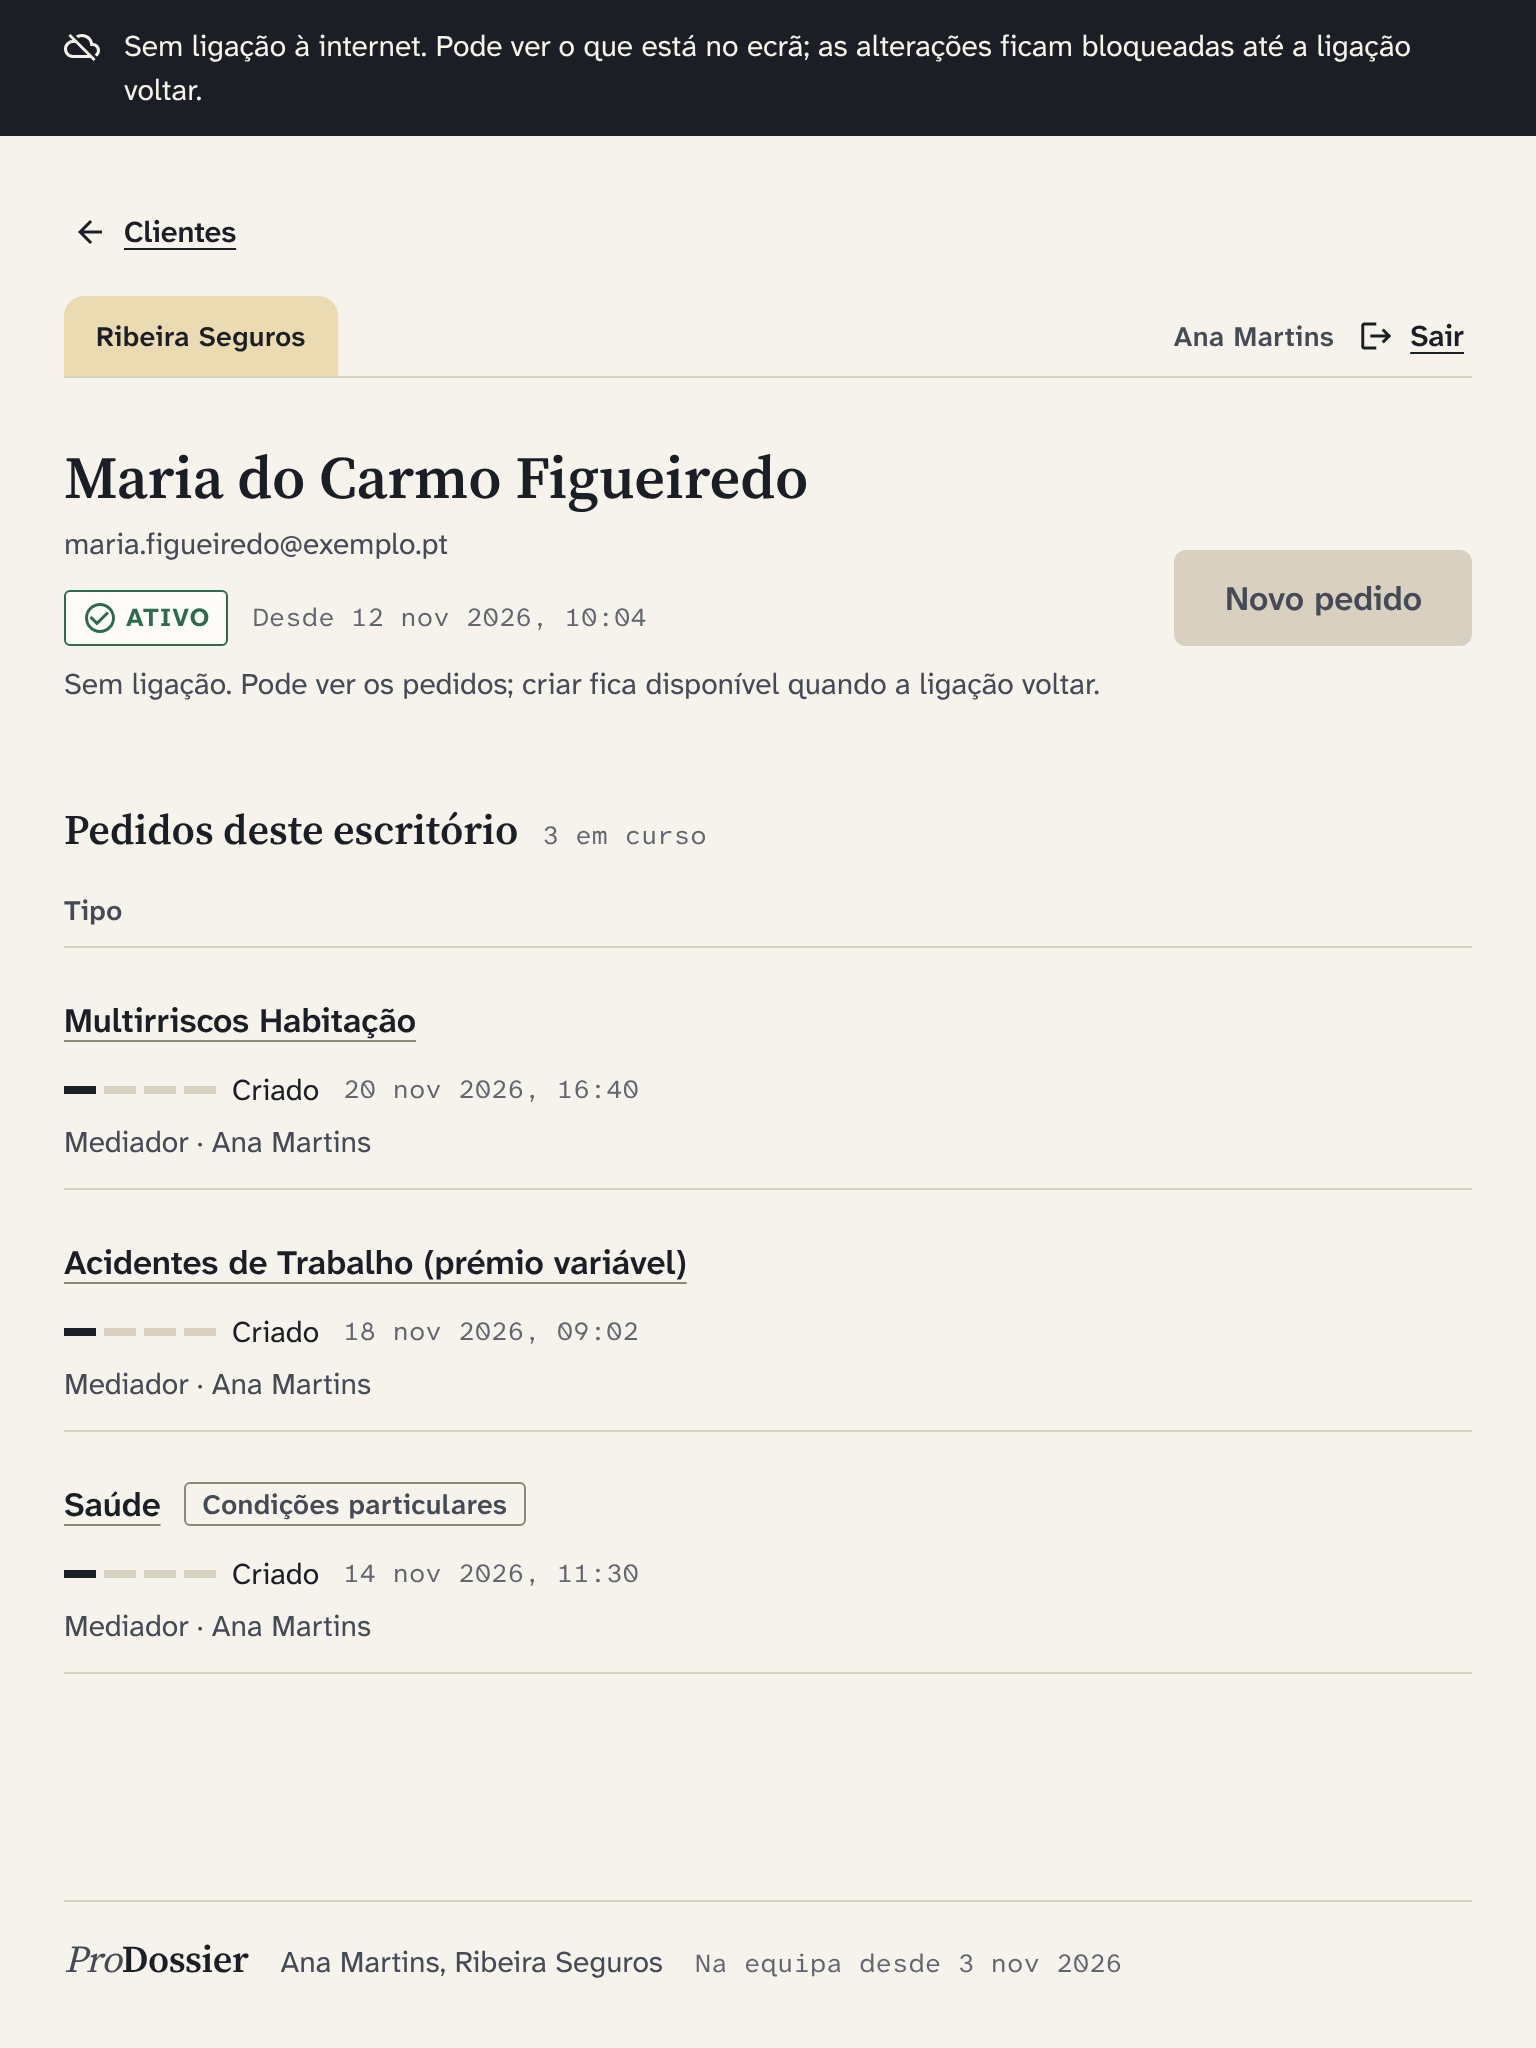 Sem ligação à internet. Pode ver o que está no ecrã; as alterações ficam bloqueadas até a ligação
voltar.
Clientes
Ribeira Seguros
Ana Martins Sair
Maria do Carmo Figueiredo
maria.figueiredo@exemplo.pt
ATIVO Desde 12 nov 2026, 10:04
Novo pedido
Sem ligação. Pode ver os pedidos; criar fica disponível quando a ligação voltar.
Pedidos deste escritório 3 em curso
Tipo
Multirriscos Habitação
Criado 20 nov 2026, 16:40
Mediador · Ana Martins
Acidentes de Trabalho (prémio variável)
Criado 18 nov 2026, 09:02
Mediador · Ana Martins
Saúde Condições particulares
Criado 14 nov 2026, 11:30
Mediador · Ana Martins
ProDossier Ana Martins, Ribeira Seguros Na equipa desde 3 nov 2026